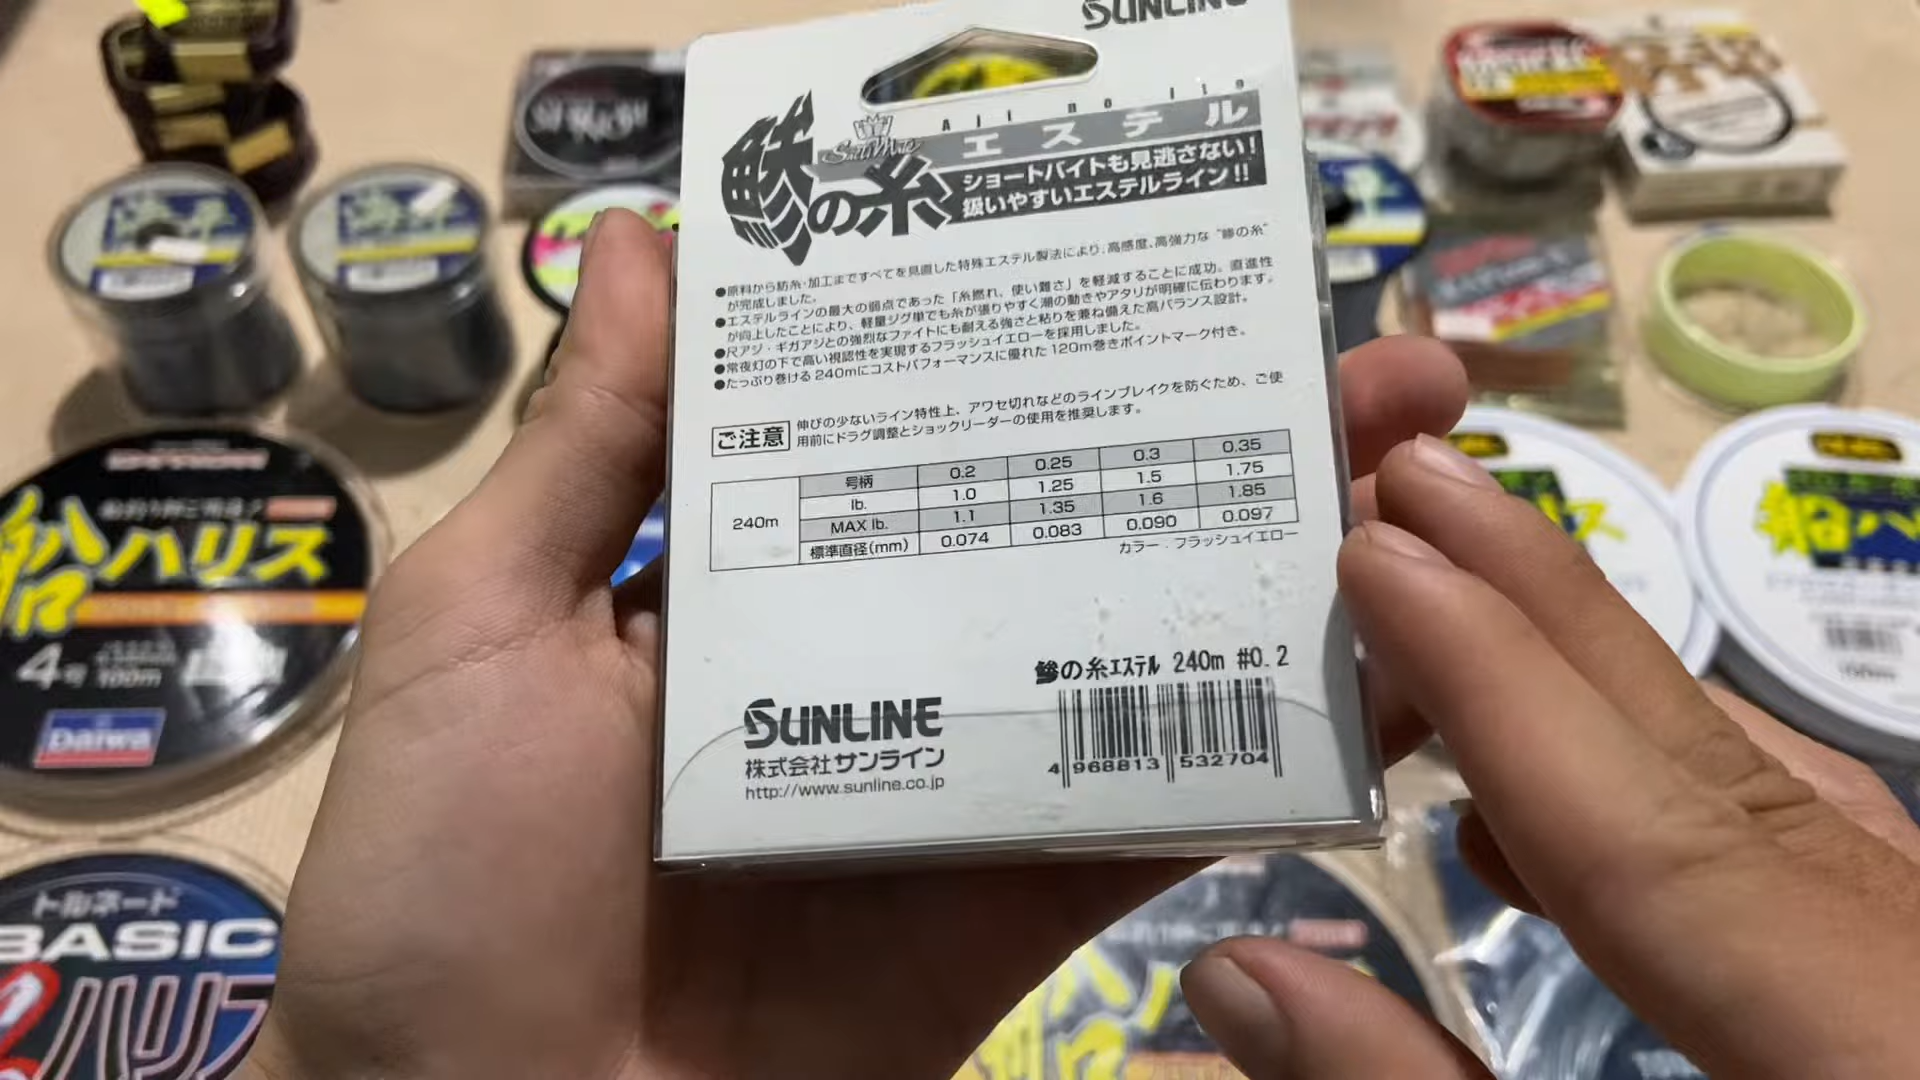 SUNLINE
Aji no Ito
SaltiMate
鯵の糸
エステル
ショートバイトも見逃さない!
扱いやすいエステルライン!!
●原料から紡糸・加工まですべてを見直した特殊エステル製法により、高感度、高強力な“鯵の糸”
が完成しました。
●エステルラインの最大の弱点であった「糸撚れ、使い難さ」を軽減することに成功。直進性
が向上したことにより、軽量ジグ単でも糸が張りやすく潮の動きやアタリが明確に伝わります。
●尺アジ・ギガアジとの強烈なファイトにも耐える強さと粘りを兼ね備えた高バランス設計。
●常夜灯の下で高い視認性を実現するフラッシュイエローを採用しました。
●たっぷり巻ける240mにコストパフォーマンスに優れた120m巻きポイントマーク付き。
ご注意
伸びの少ないライン特性上、アワセ切れなどのラインブレイクを防ぐため、ご使
用前にドラグ調整とショックリーダーの使用を推奨します。
240m
号柄 0.2 0.25 0.3 0.35
lb. 1.0 1.25 1.5 1.75
MAX lb. 1.1 1.35 1.6 1.85
標準直径(mm) 0.074 0.083 0.090 0.097
カラー:フラッシュイエロー
鯵の糸エステル 240m #0.2
SUNLINE
株式会社サンライン
http://www.sunline.co.jp
4 968813 532704
船ハリス
4号
100m
Daiwa
トルネード
BASIC
ハリス
船ハ